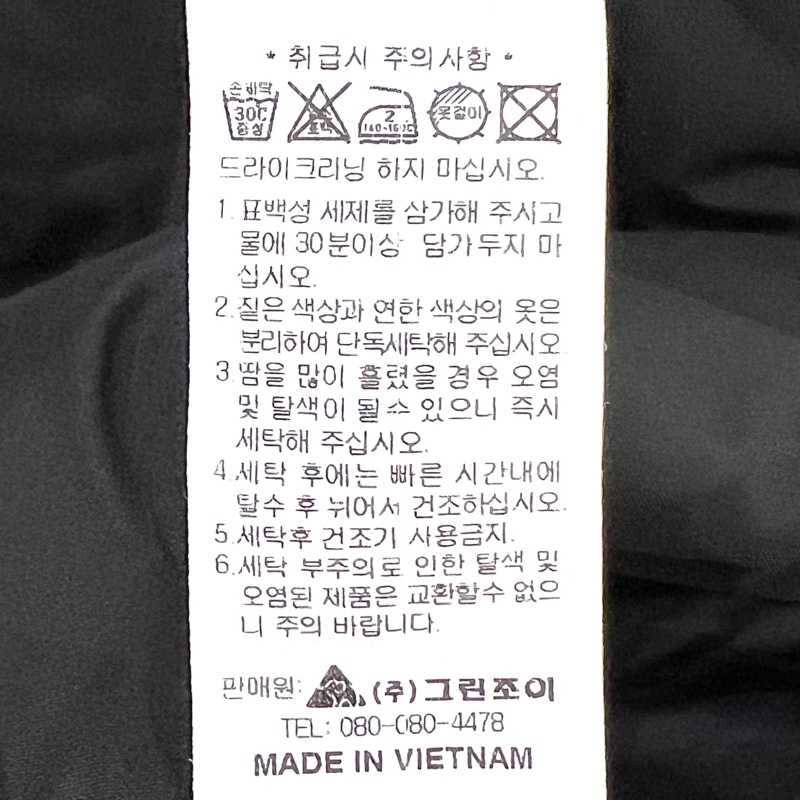 * 취급시 주의사항 *
손세탁 30C 중성 표백 2 140~160C 옷걸이
드라이크리닝 하지 마십시오.
1. 표백성 세제를 삼가해 주시고
물에 30분이상 담가두지 마
십시오.
2. 짙은 색상과 연한 색상의 옷은
분리하여 단독세탁해 주십시오.
3. 땀을 많이 흘렸을 경우 오염
및 탈색이 될수 있으니 즉시
세탁해 주십시오.
4. 세탁 후에는 빠른 시간내에
탈수 후 뉘어서 건조하십시오.
5. 세탁후 건조기 사용금지.
6. 세탁 부주의로 인한 탈색 및
오염된 제품은 교환할수 없으
니 주의 바랍니다.
판매원: (주)그린조이
TEL: 080-080-4478
MADE IN VIETNAM